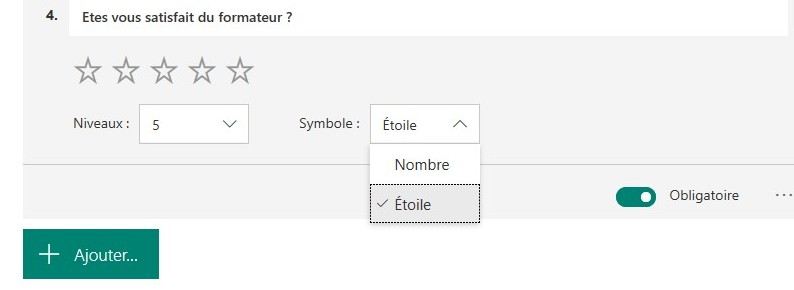 4. Etes vous satisfait du formateur ?
Niveaux : 5 Symbole : Étoile
Nombre
Étoile
Obligatoire ...
+ Ajouter...